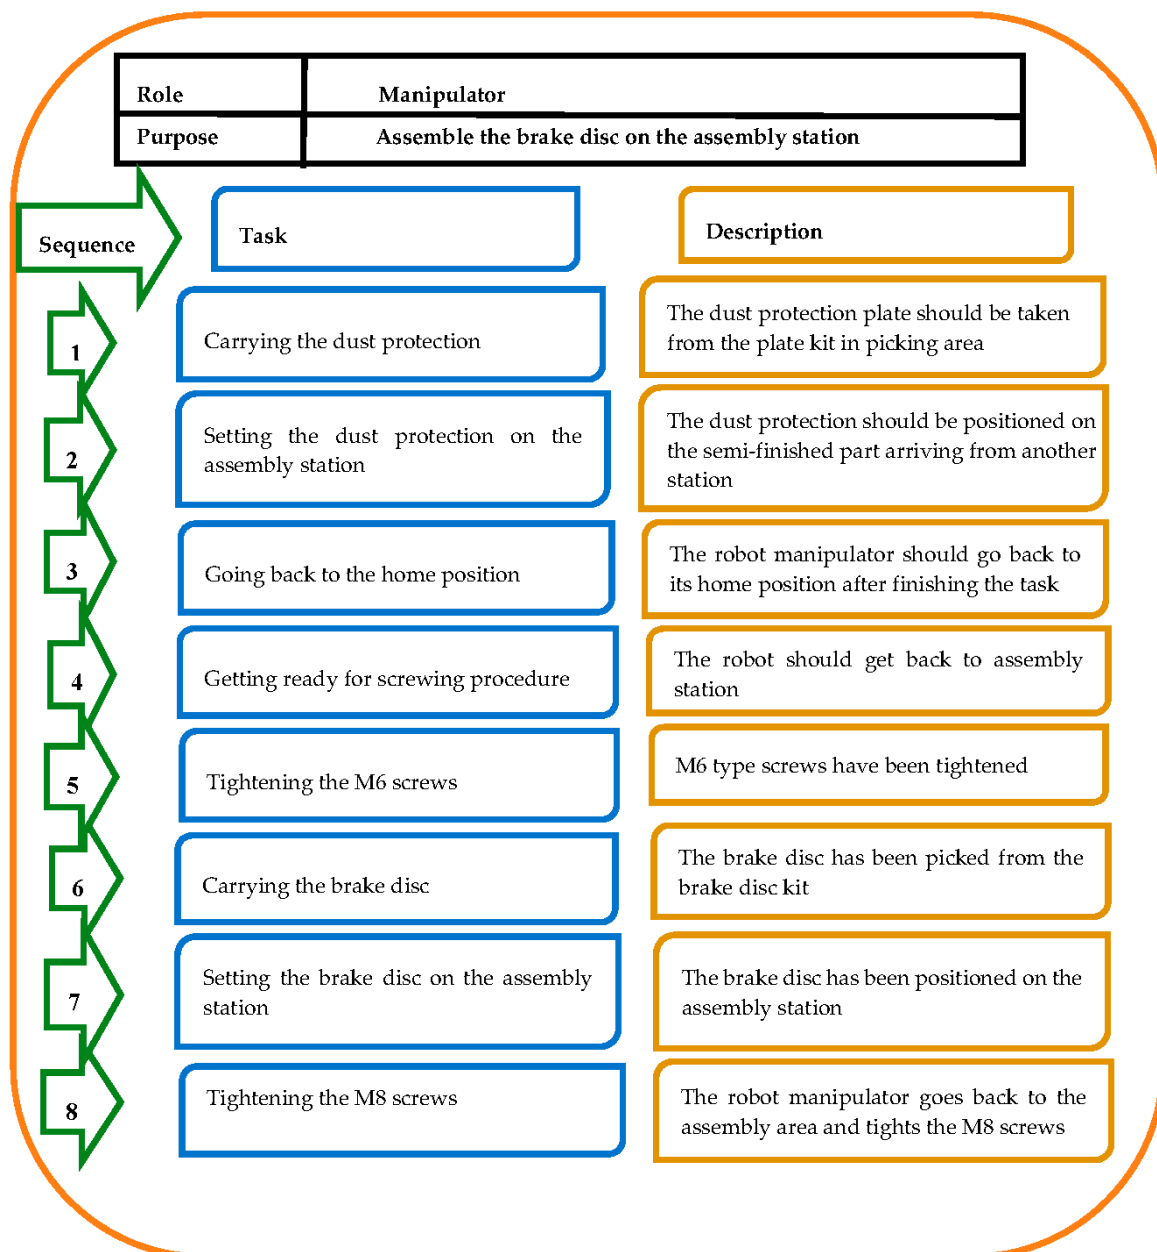 Role Manipulator
Purpose Assemble the brake disc on the assembly station
Sequence Task Description
1 Carrying the dust protection
The dust protection plate should be taken
from the plate kit in picking area
2 Setting the dust protection on the
assembly station
The dust protection should be positioned on
the semi-finished part arriving from another
station
3 Going back to the home position
The robot manipulator should go back to
its home position after finishing the task
4 Getting ready for screwing procedure
The robot should get back to assembly
station
5 Tightening the M6 screws
M6 type screws have been tightened
6 Carrying the brake disc
The brake disc has been picked from the
brake disc kit
7 Setting the brake disc on the assembly
station
The brake disc has been positioned on the
assembly station
8 Tightening the M8 screws
The robot manipulator goes back to the
assembly area and tights the M8 screws